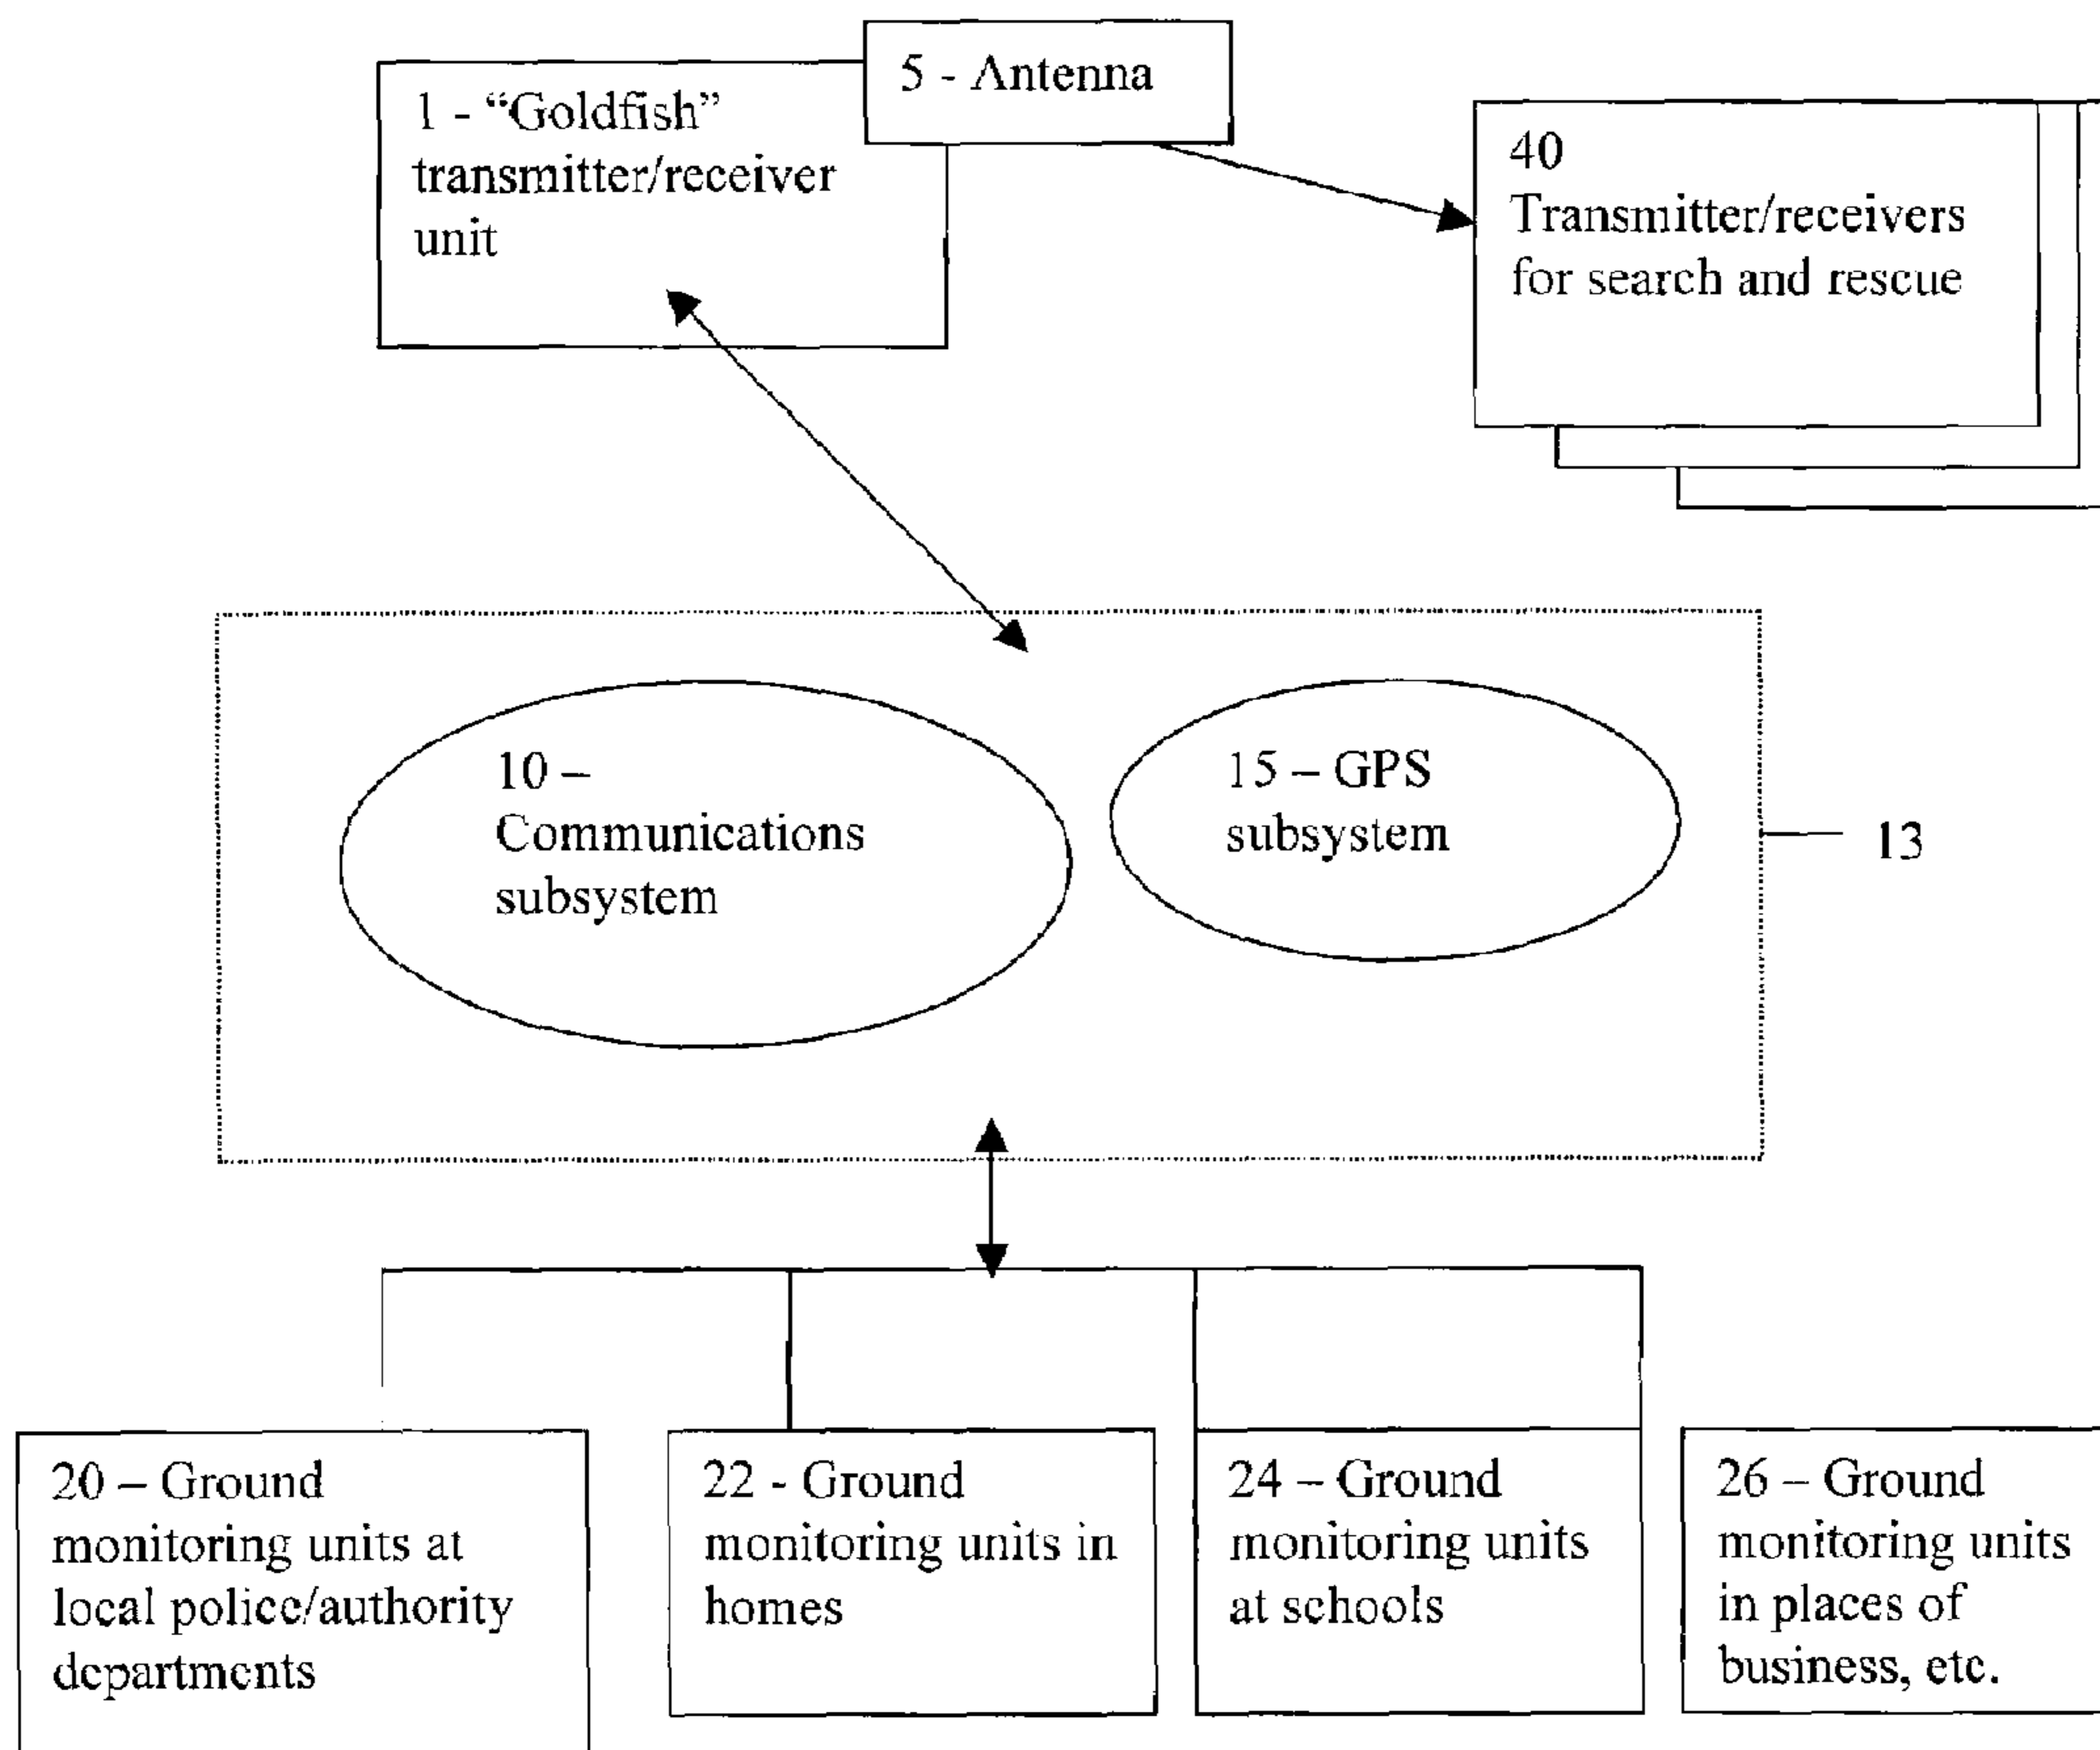 5 - Antenna
1 - “Goldfish”
transmitter/receiver
unit
40
Transmitter/receivers
for search and rescue
10 –
Communications
subsystem
15 – GPS
subsystem
13
20 – Ground
monitoring units at
local police/authority
departments
22 - Ground
monitoring units in
homes
24 – Ground
monitoring units
at schools
26 – Ground
monitoring units
in places of
business, etc.